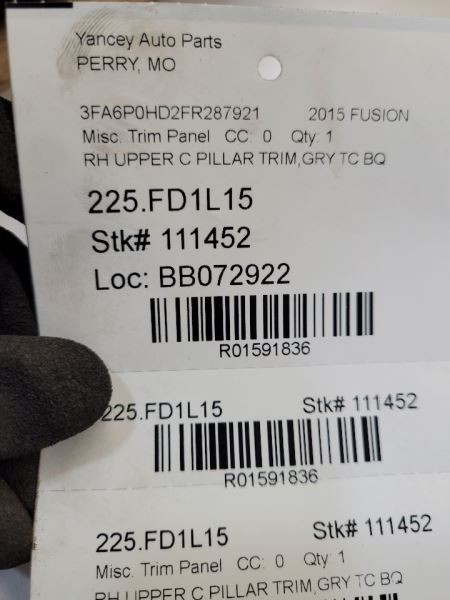 Yancey Auto Parts
PERRY, MO
3FA6P0HD2FR287921 2015 FUSION
Misc. Trim Panel CC: 0 Qty: 1
RH UPPER C PILLAR TRIM,GRY TC BQ
225.FD1L15
Stk# 111452
Loc: BB072922
R01591836
225.FD1L15 Stk# 111452
R01591836
225.FD1L15 Stk# 111452
Misc. Trim Panel CC: 0 Qty: 1
RH UPPER C PILLAR TRIM,GRY TC BQ